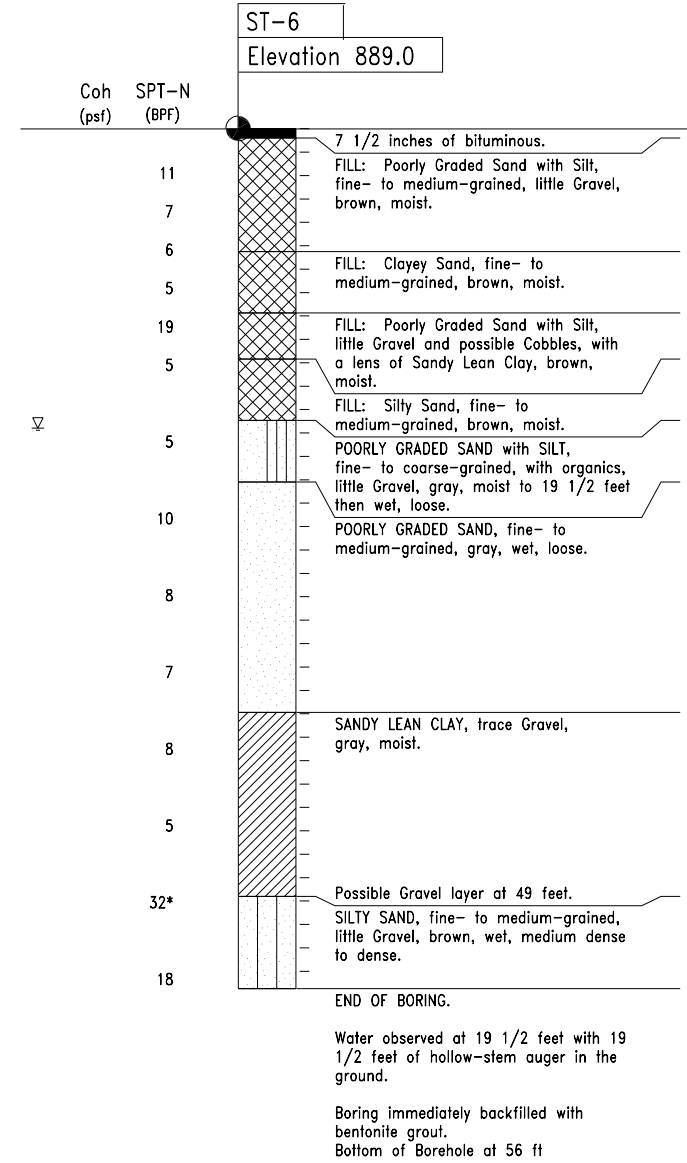 ST-6
Elevation 889.0
Coh SPT-N
(psf) (BPF)
7 1/2 inches of bituminous.
FILL: Poorly Graded Sand with Silt,
fine- to medium-grained, little Gravel,
brown, moist.
11
7
6
FILL: Clayey Sand, fine- to
medium-grained, brown, moist.
5
19
FILL: Poorly Graded Sand with Silt,
little Gravel and possible Cobbles, with
a lens of Sandy Lean Clay, brown,
moist.
5
FILL: Silty Sand, fine- to
medium-grained, brown, moist.
5
POORLY GRADED SAND with SILT,
fine- to coarse-grained, with organics,
little Gravel, gray, moist to 19 1/2 feet
then wet, loose.
10
POORLY GRADED SAND, fine- to
medium-grained, gray, wet, loose.
8
7
SANDY LEAN CLAY, trace Gravel,
gray, moist.
8
5
Possible Gravel layer at 49 feet.
32*
SILTY SAND, fine- to medium-grained,
little Gravel, brown, wet, medium dense
to dense.
18
END OF BORING.
Water observed at 19 1/2 feet with 19
1/2 feet of hollow-stem auger in the
ground.
Boring immediately backfilled with
bentonite grout.
Bottom of Borehole at 56 ft